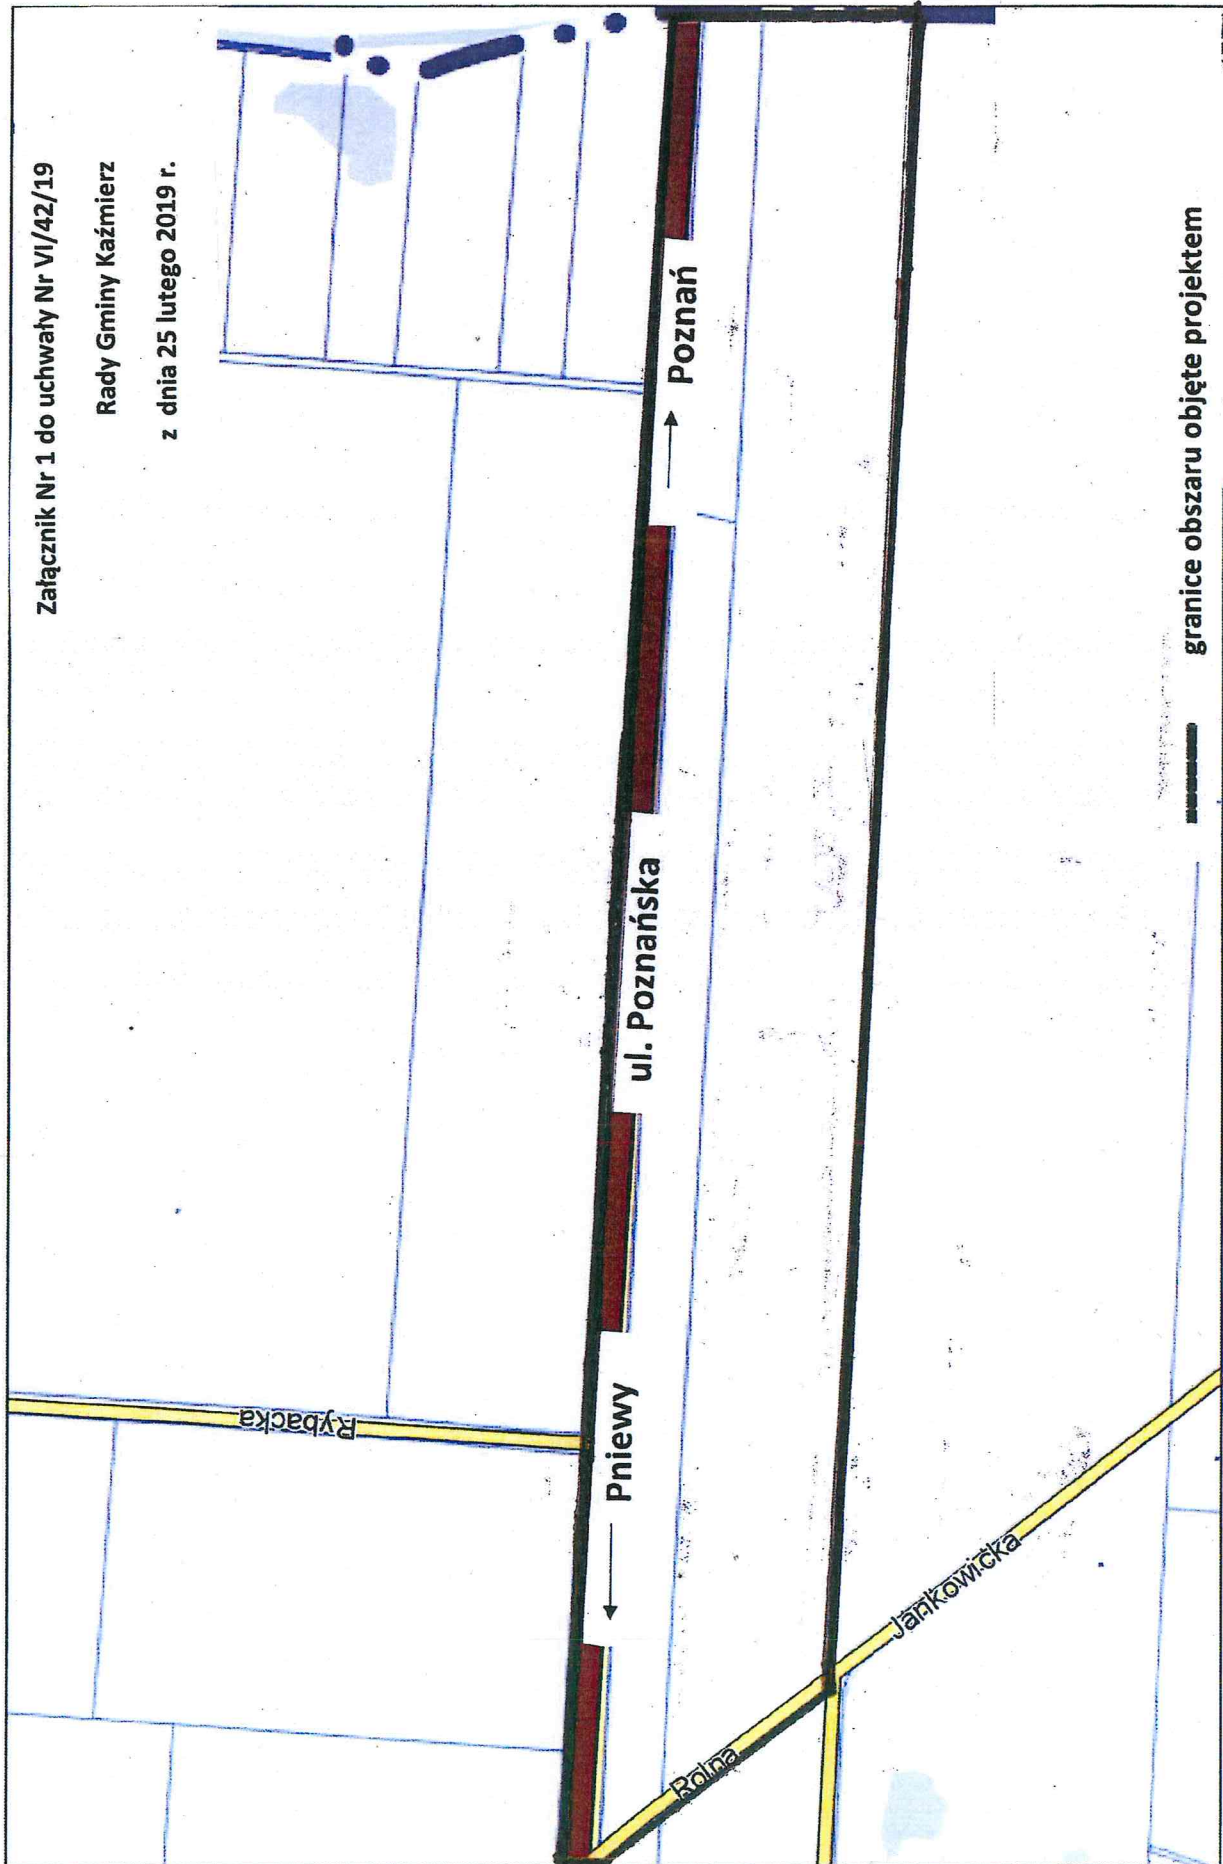 Załącznik Nr 1 do uchwały Nr VI/42/19
Rady Gminy Kaźmierz
z dnia 25 lutego 2019 r.
Rybacka
Pniewy
ul. Poznańska
Poznań
Rolna
Jankowicka
granice obszaru objęte projektem